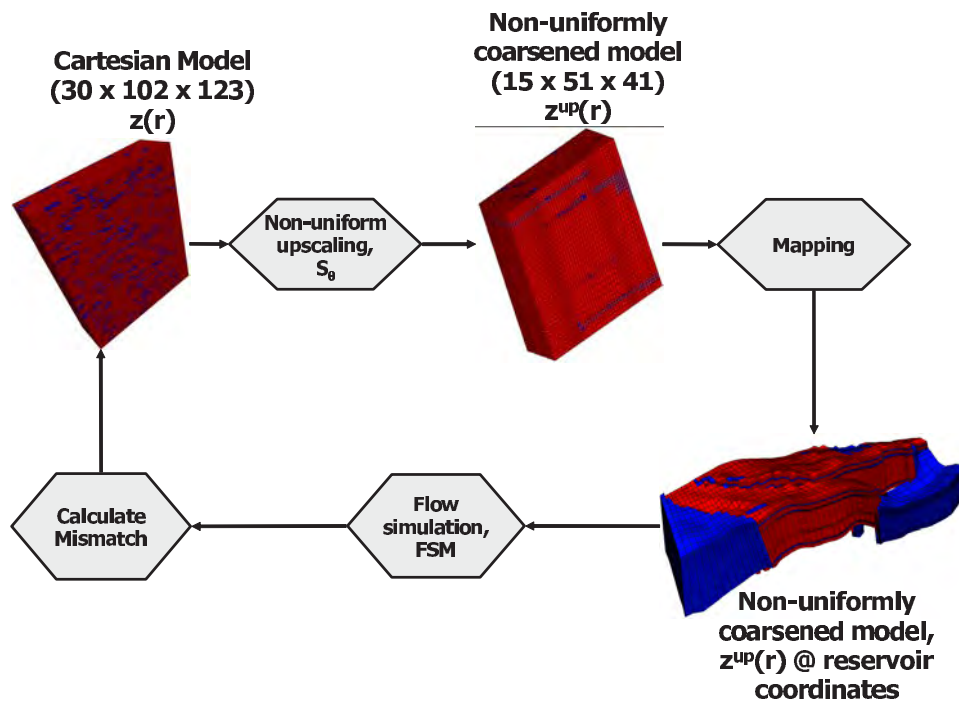 Cartesian Model
(30 x 102 x 123)
z(r)
Non-uniformly
coarsened model
(15 x 51 x 41)
zᵘᵖ(r)
Non-uniform
upscaling,
Sθ
Mapping
Calculate
Mismatch
Flow
simulation,
FSM
Non-uniformly
coarsened model,
zᵘᵖ(r) @ reservoir
coordinates